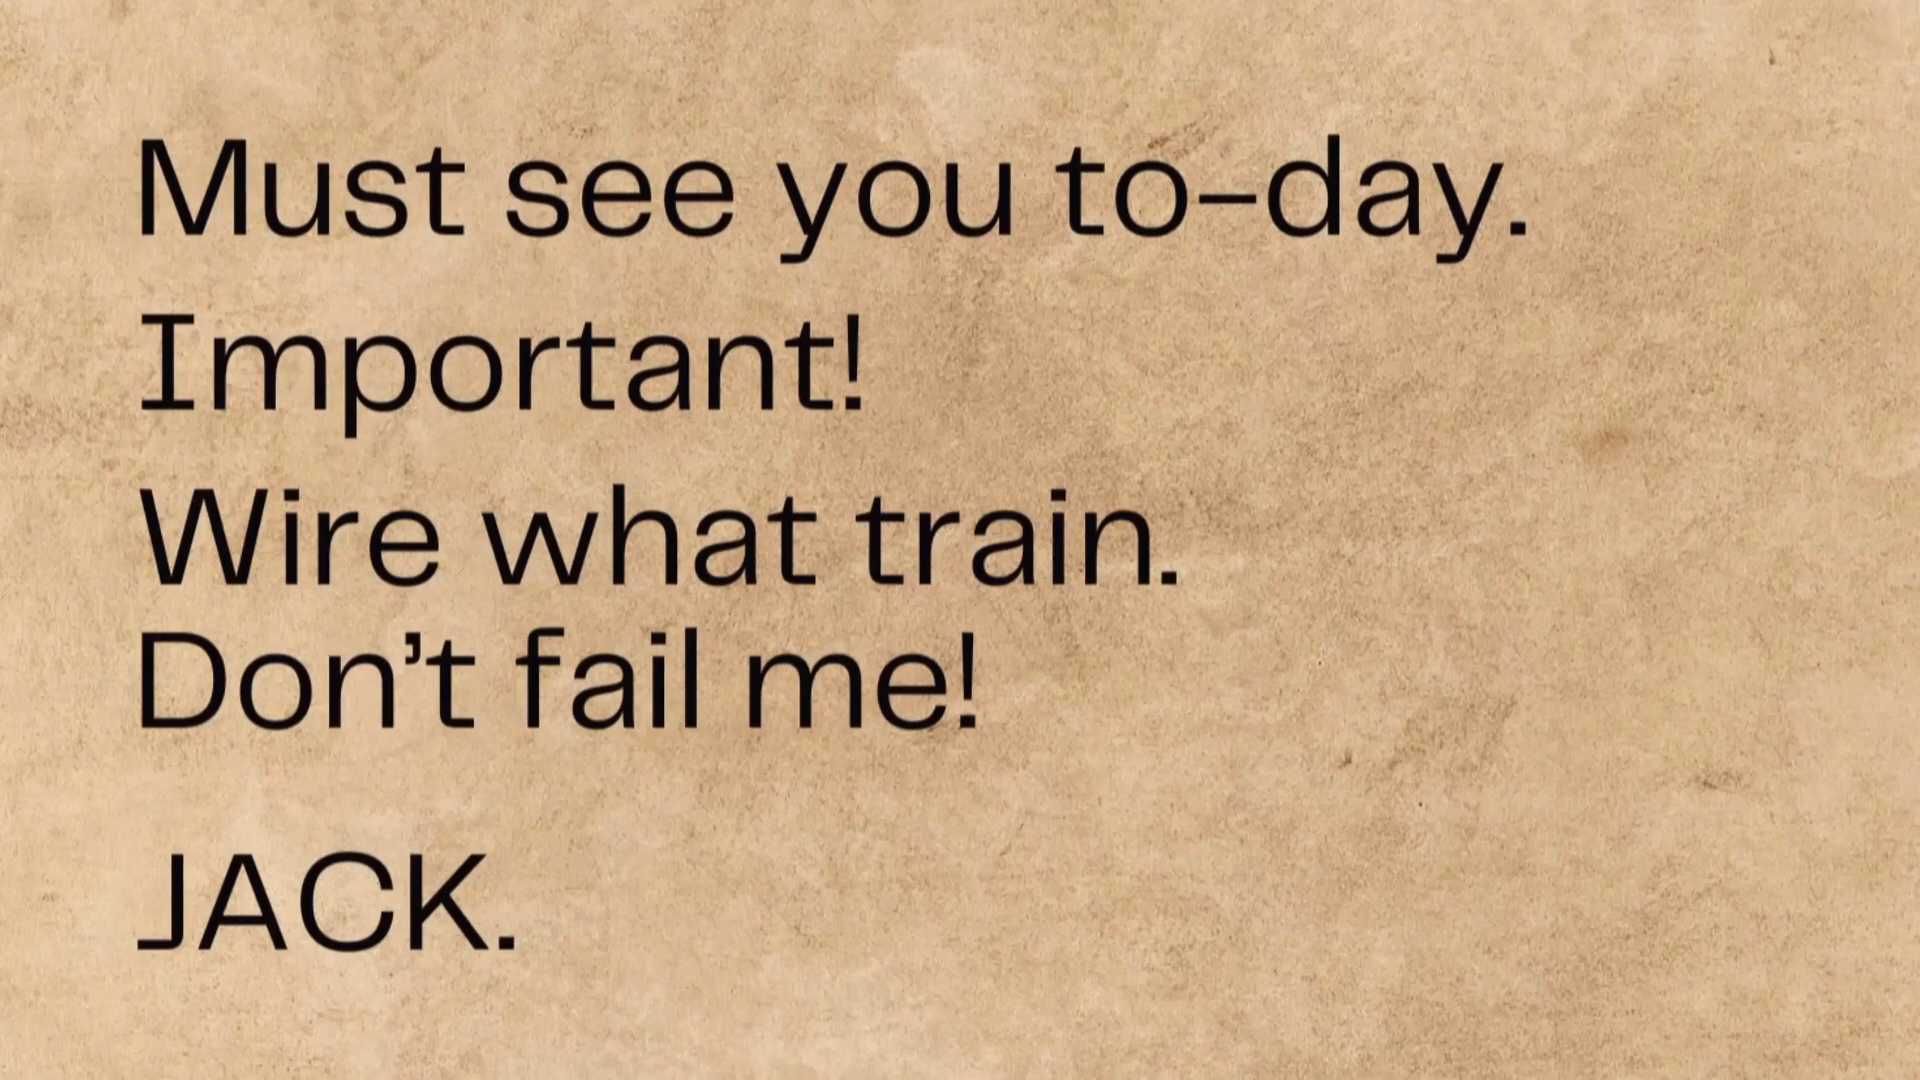 Must see you to-day.
Important!
Wire what train.
Don’t fail me!
JACK.